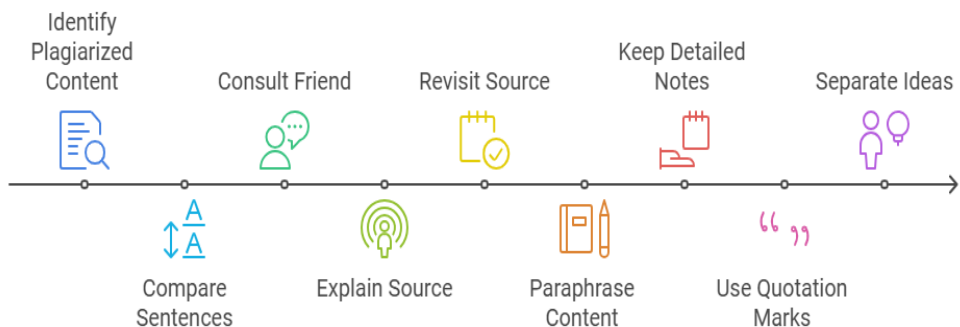 Identify
Plagiarized
Content
Compare
Sentences
Consult Friend
Explain Source
Revisit Source
Paraphrase
Content
Keep Detailed
Notes
Use Quotation
Marks
Separate Ideas
A
A